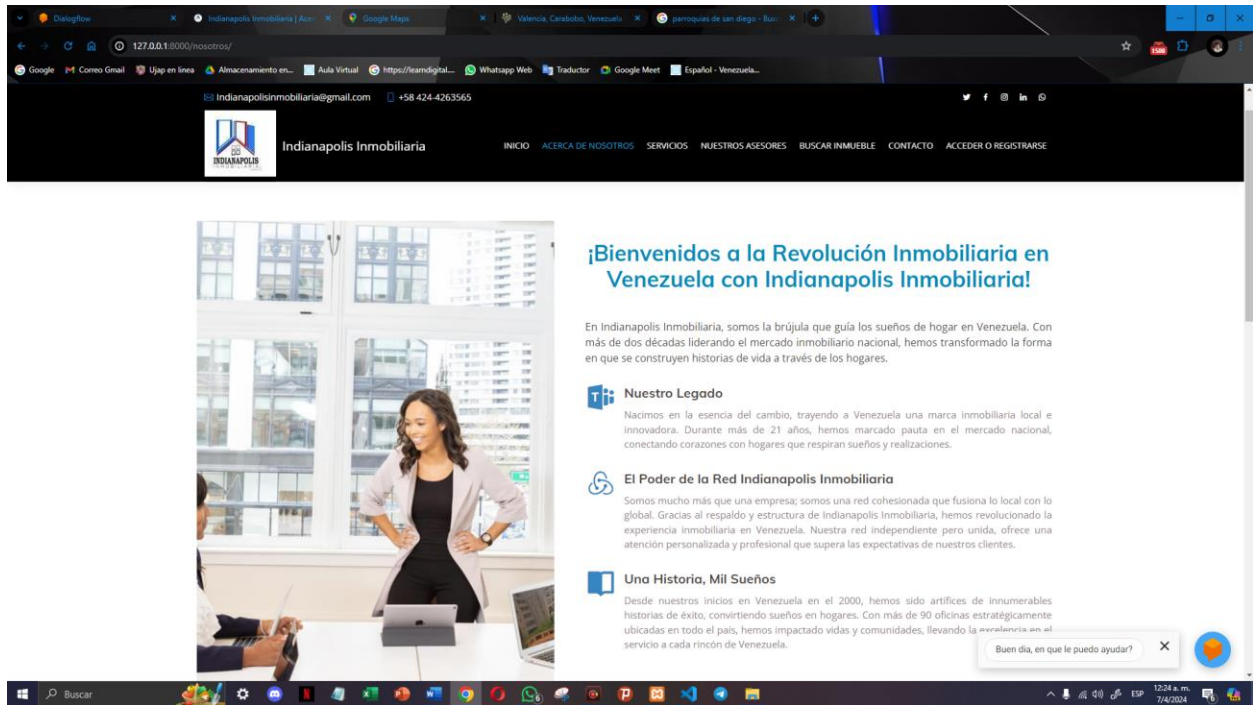 Dialogflow
Indianapolis Inmobiliaria | Acer
Google Maps
Valencia, Carabobo, Venezuela
parroquias de san diego - Bus
127.0.0.1:8000/nosotros/
1500
Google
Correo Gmail
Ujap en linea
Almacenamiento en...
Aula Virtual
https://learndigital....
Whatsapp Web
Traductor
Google Meet
Español - Venezuela...
Indianapolisinmobiliaria@gmail.com
+58 424-4263565
INDIANAPOLIS
INMOBILIARIA
Indianapolis Inmobiliaria
INICIO
ACERCA DE NOSOTROS
SERVICIOS
NUESTROS ASESORES
BUSCAR INMUEBLE
CONTACTO
ACCEDER O REGISTRARSE
¡Bienvenidos a la Revolución Inmobiliaria en
Venezuela con Indianapolis Inmobiliaria!
En Indianapolis Inmobiliaria, somos la brújula que guía los sueños de hogar en Venezuela. Con
más de dos décadas liderando el mercado inmobiliario nacional, hemos transformado la forma
en que se construyen historias de vida a través de los hogares.
Nuestro Legado
Nacimos en la esencia del cambio, trayendo a Venezuela una marca inmobiliaria local e
innovadora. Durante más de 21 años, hemos marcado pauta en el mercado nacional,
conectando corazones con hogares que respiran sueños y realizaciones.
El Poder de la Red Indianapolis Inmobiliaria
Somos mucho más que una empresa; somos una red cohesionada que fusiona lo local con lo
global. Gracias al respaldo y estructura de Indianapolis Inmobiliaria, hemos revolucionado la
experiencia inmobiliaria en Venezuela. Nuestra red independiente pero unida, ofrece una
atención personalizada y profesional que supera las expectativas de nuestros clientes.
Una Historia, Mil Sueños
Desde nuestros inicios en Venezuela en el 2000, hemos sido artífices de innumerables
historias de éxito, convirtiendo sueños en hogares. Con más de 90 oficinas estratégicamente
ubicadas en todo el país, hemos impactado vidas y comunidades, llevando la excelencia en el
servicio a cada rincón de Venezuela.
Buen dia, en que le puedo ayudar?
Buscar
ESP
12:24 a. m.
7/4/2024